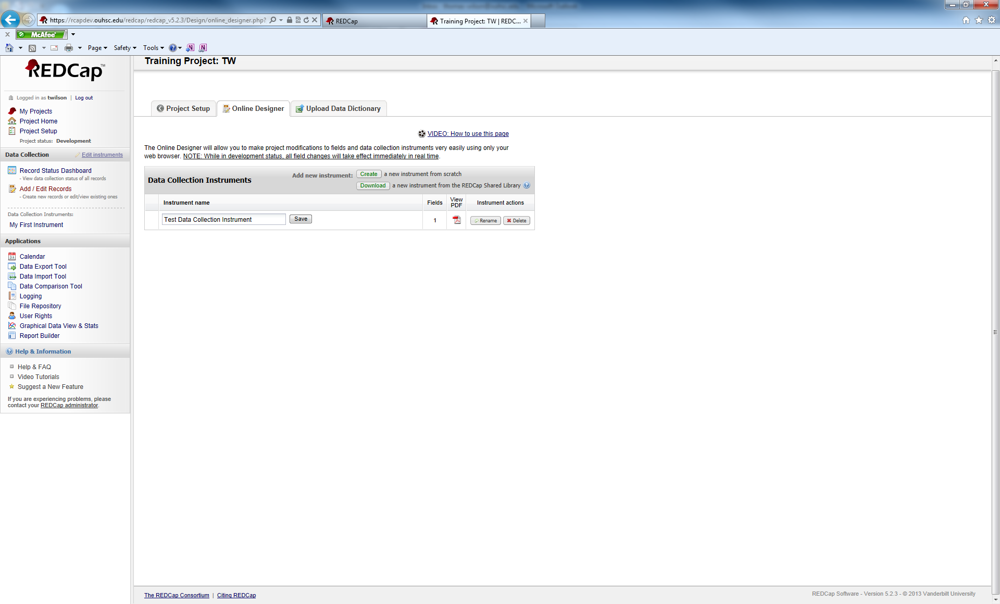 https://rcapdev.ouhsc.edu/redcap/redcap_v5.2.3/Design/online_designer.php?
REDCap
Training Project: TW | REDC...
McAfee
Page
Safety
Tools
REDCap™
Logged in as twilson | Log out
My Projects
Project Home
Project Setup
Project status: Development
Data Collection
Edit instruments
Record Status Dashboard
- View data collection status of all records
Add / Edit Records
- Create new records or edit/view existing ones
Data Collection Instruments:
My First Instrument
Applications
Calendar
Data Export Tool
Data Import Tool
Data Comparison Tool
Logging
File Repository
User Rights
Graphical Data View & Stats
Report Builder
Help & Information
Help & FAQ
Video Tutorials
Suggest a New Feature
If you are experiencing problems, please
contact your REDCap administrator.
Training Project: TW
Project Setup
Online Designer
Upload Data Dictionary
VIDEO: How to use this page
The Online Designer will allow you to make project modifications to fields and data collection instruments very easily using only your
web browser. NOTE: While in development status, all field changes will take effect immediately in real time.
Data Collection Instruments
Add new instrument: Create a new instrument from scratch
Download a new instrument from the REDCap Shared Library
Instrument name
Fields
View
PDF
Instrument actions
Test Data Collection Instrument
Save
1
Rename
Delete
The REDCap Consortium | Citing REDCap
REDCap Software - Version 5.2.3 - © 2013 Vanderbilt University